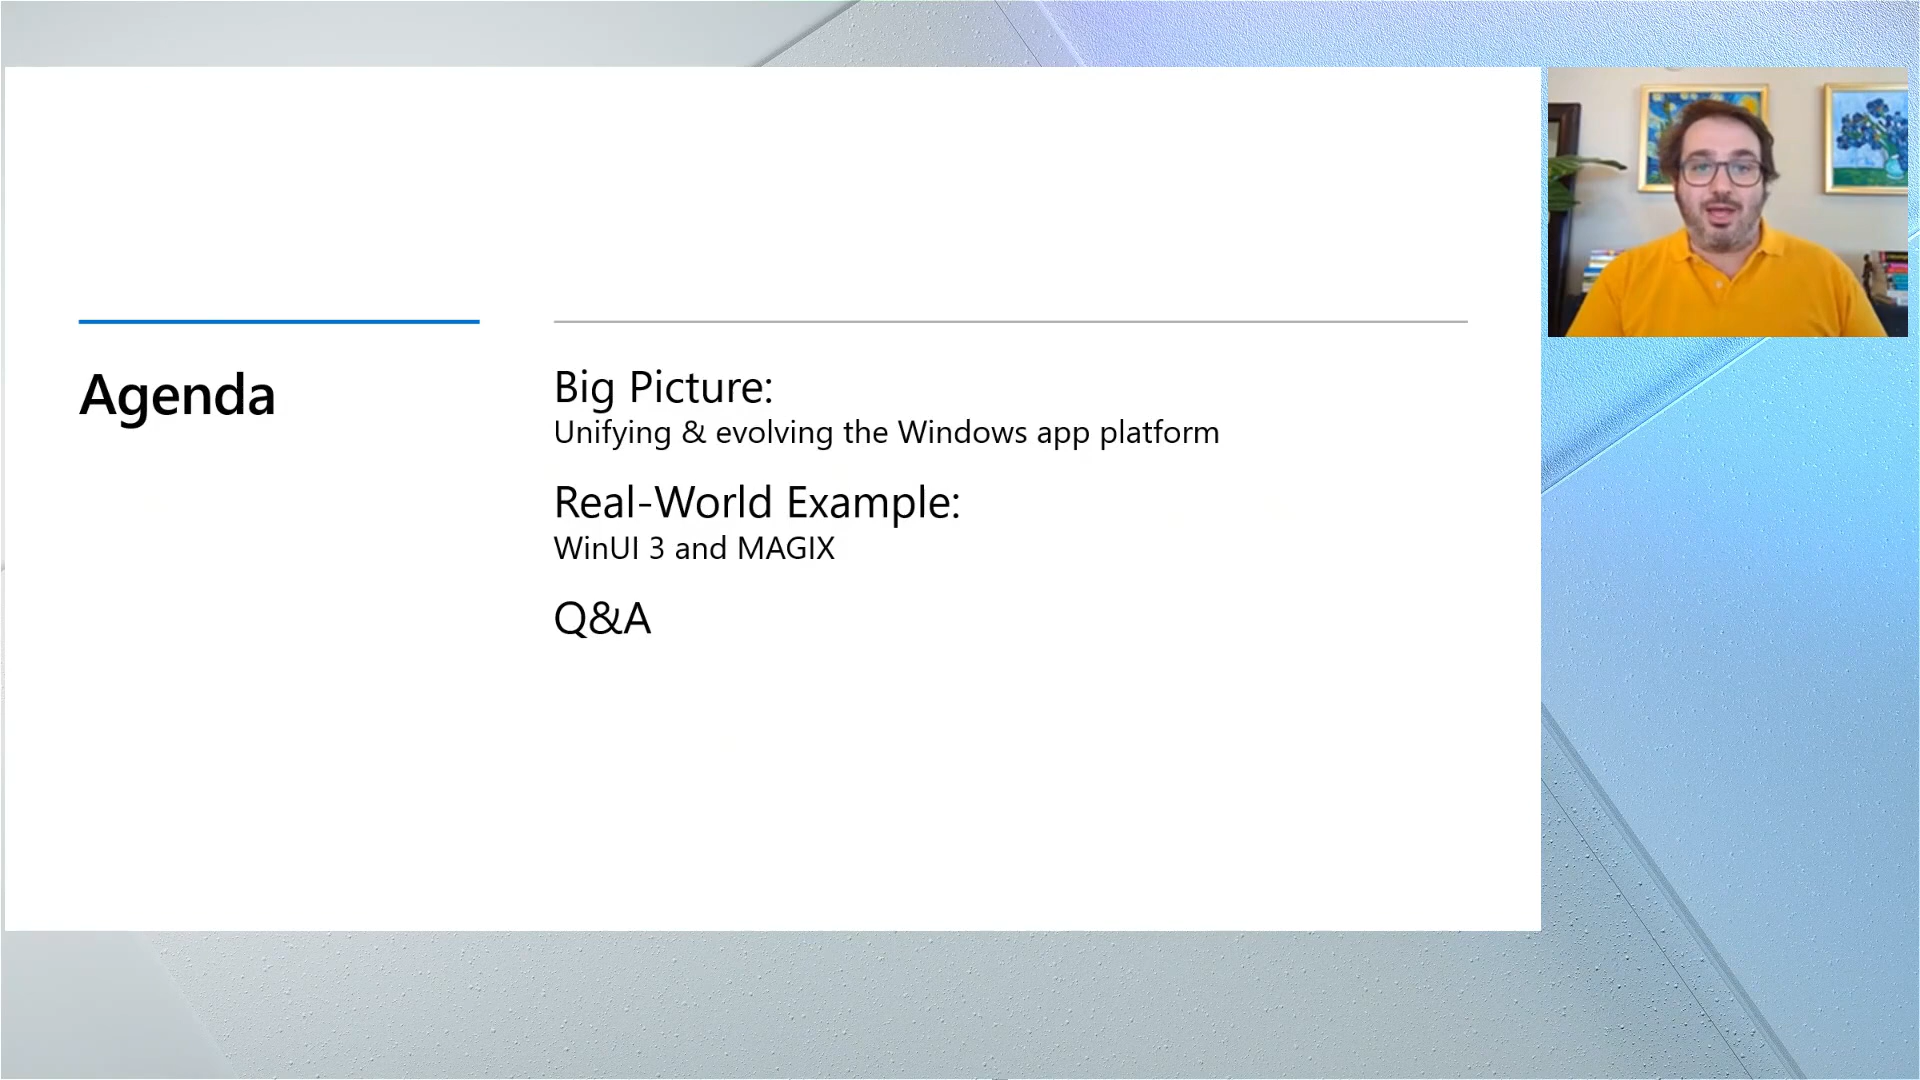 Agenda
Big Picture:
Unifying & evolving the Windows app platform
Real-World Example:
WinUI 3 and MAGIX
Q&A